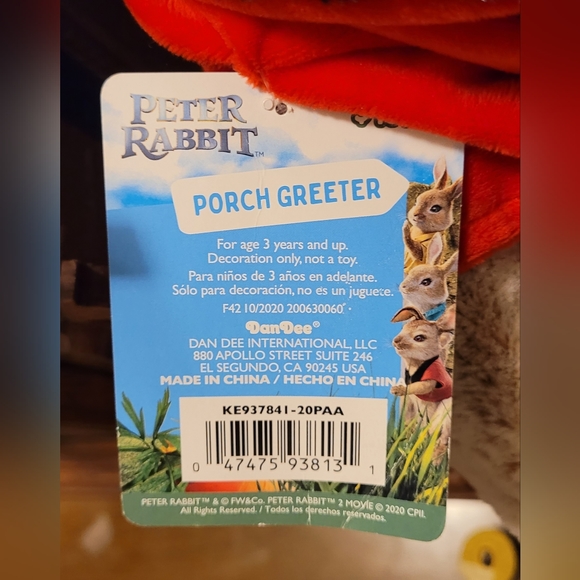 PETER
RABBIT™
PORCH GREETER
For age 3 years and up.
Decoration only, not a toy.
Para niños de 3 años en adelante.
Sólo para decoración, no es un juguete.
F42 10/2020 200630060
DanDee®
DAN DEE INTERNATIONAL, LLC
880 APOLLO STREET SUITE 246
EL SEGUNDO, CA 90245 USA
MADE IN CHINA / HECHO EN CHINA
KE937841-20PAA
0 47475 93813 1
PETER RABBIT™ & © FW&Co. PETER RABBIT™ 2 MOVIE © 2020 CPII.
All Rights Reserved. / Todos los derechos reservados.